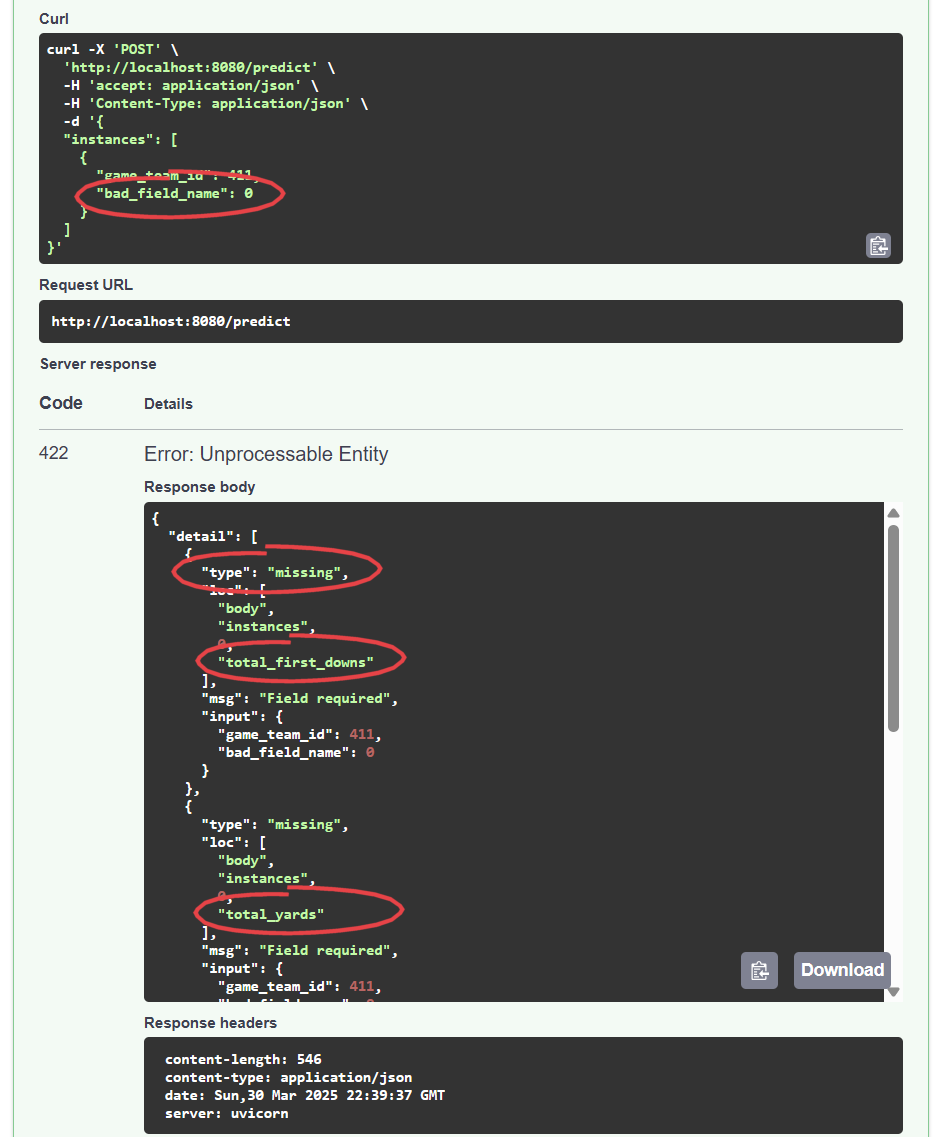 Curl
curl -X 'POST' \
'http://localhost:8080/predict' \
-H 'accept: application/json' \
-H 'Content-Type: application/json' \
-d '{
"instances": [
{
"game_team_id": 411,
"bad_field_name": 0
}
]
}'
Request URL
http://localhost:8080/predict
Server response
Code Details
422 Error: Unprocessable Entity
Response body
{
"detail": [
{
"type": "missing",
"loc": [
"body",
"instances",
0,
"total_first_downs"
],
"msg": "Field required",
"input": {
"game_team_id": 411,
"bad_field_name": 0
}
},
{
"type": "missing",
"loc": [
"body",
"instances",
0,
"total_yards"
],
"msg": "Field required",
"input": {
"game_team_id": 411,
Download
Response headers
content-length: 546
content-type: application/json
date: Sun,30 Mar 2025 22:39:37 GMT
server: uvicorn